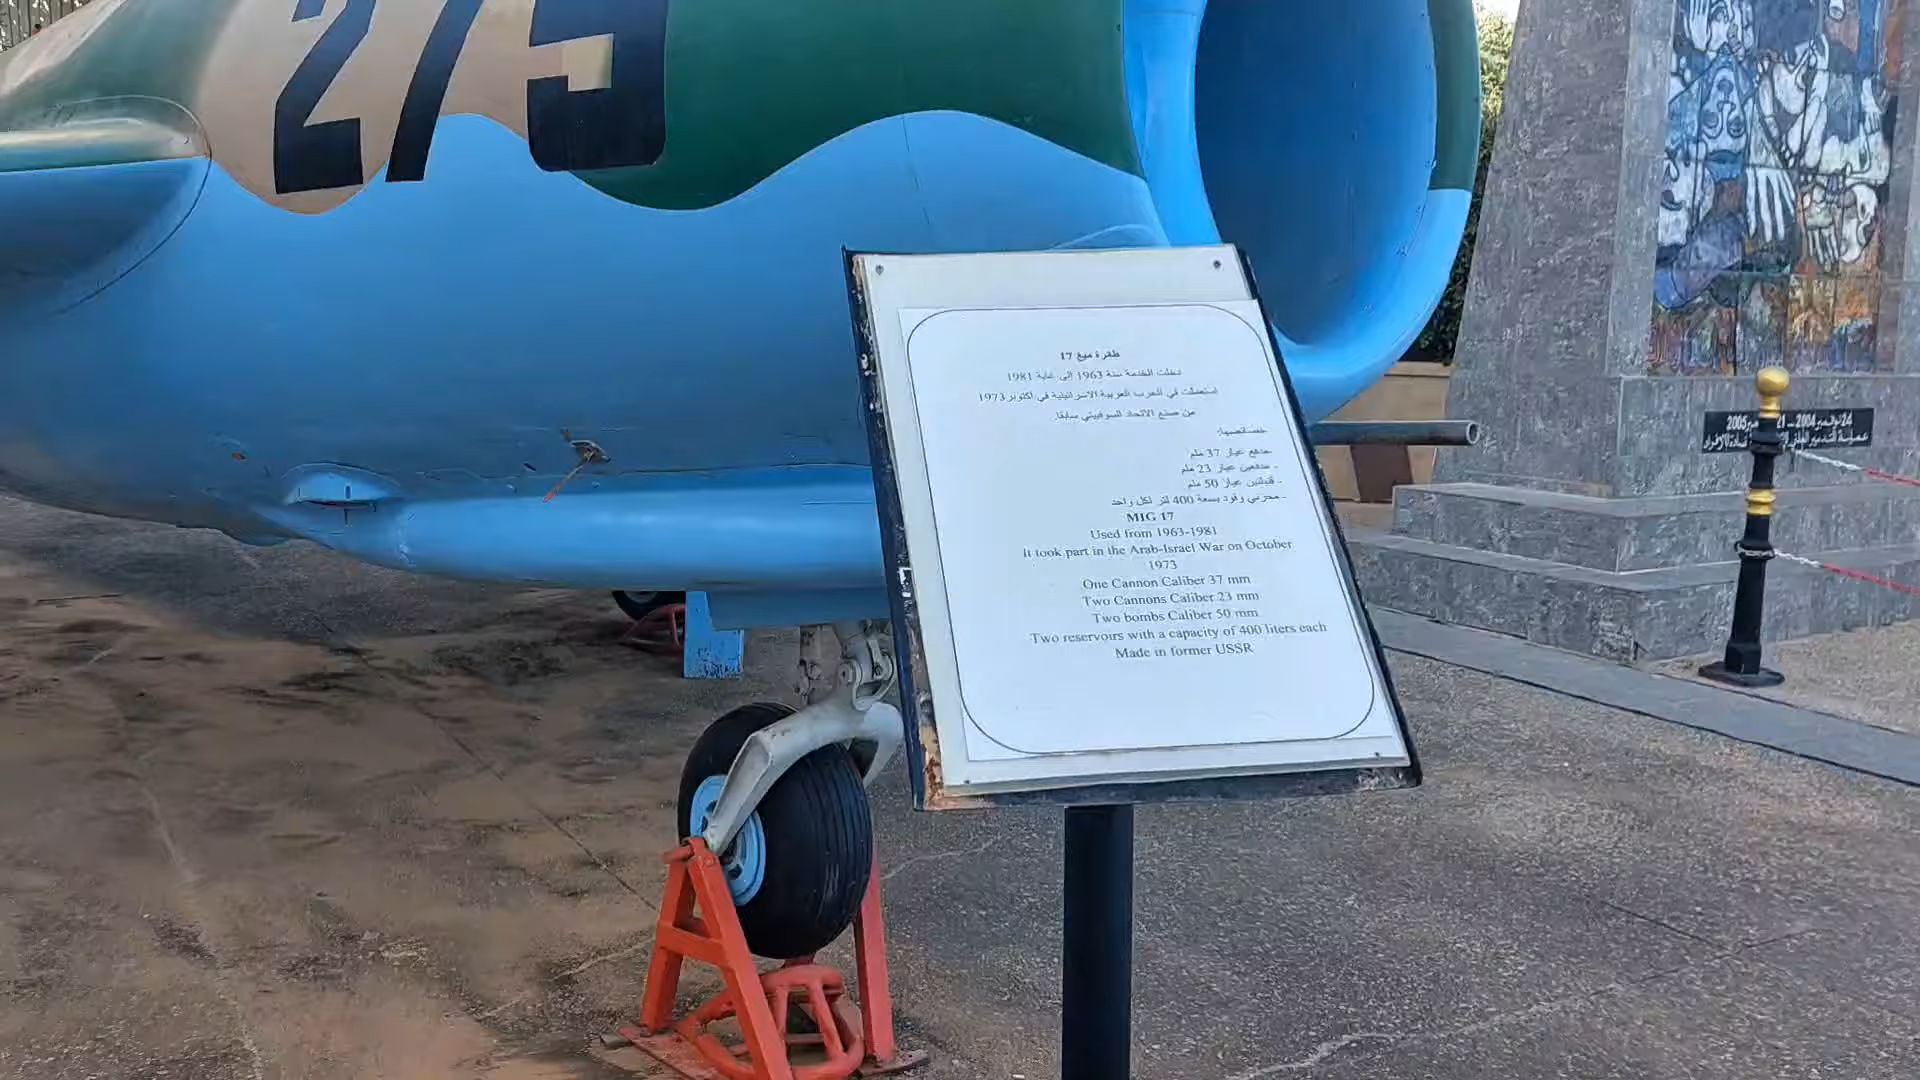 275
طائرة ميغ 17
دخلت الخدمة سنة 1963 إلى غاية 1981
استعملت في الحرب العربية الاسرائيلية في اكتوبر 1973
من صنع الاتحاد السوفييتي سابقا.
خصائصها:
-مدفع عيار 37 ملم
- مدفعين عيار 23 ملم
- قنبلتين عيار 50 ملم
- مخزني وقود بسعة 400 لتر لكل واحد
MIG 17
Used from 1963-1981
It took part in the Arab-Israel War on October
1973
One Cannon Caliber 37 mm
Two Cannons Caliber 23 mm
Two bombs Caliber 50 mm
Two reservoirs with a capacity of 400 liters each
Made in former USSR
24 نوفمبر 2004 – 21 2005